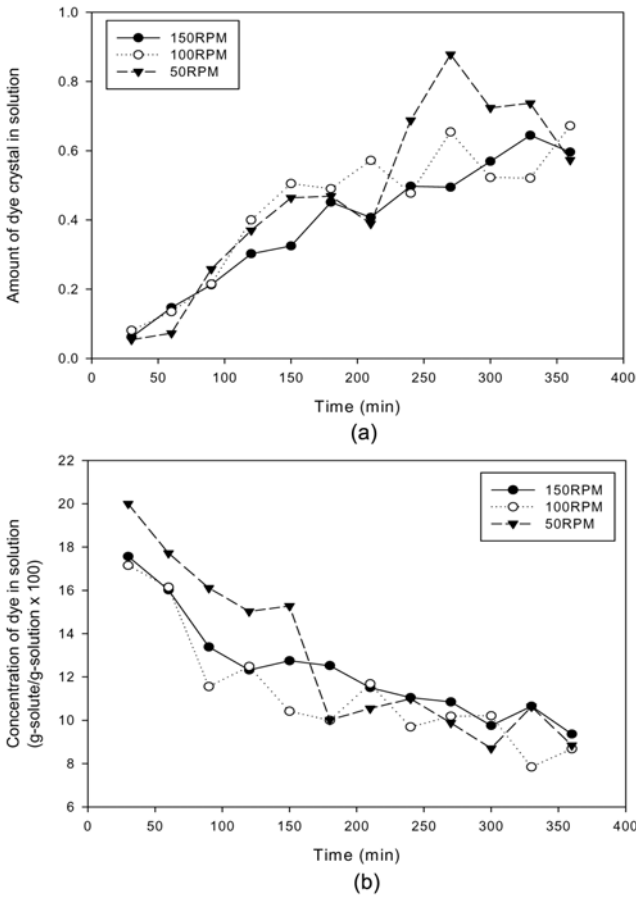 1.0
0.8
0.6
0.4
0.2
0.0
Amount of dye crystal in solution
150RPM
100RPM
50RPM
0 50 100 150 200 250 300 350 400
Time (min)
(a)
22
20
18
16
14
12
10
8
6
Concentration of dye in solution
(g-solute/g-solution x 100)
150RPM
100RPM
50RPM
0 50 100 150 200 250 300 350 400
Time (min)
(b)